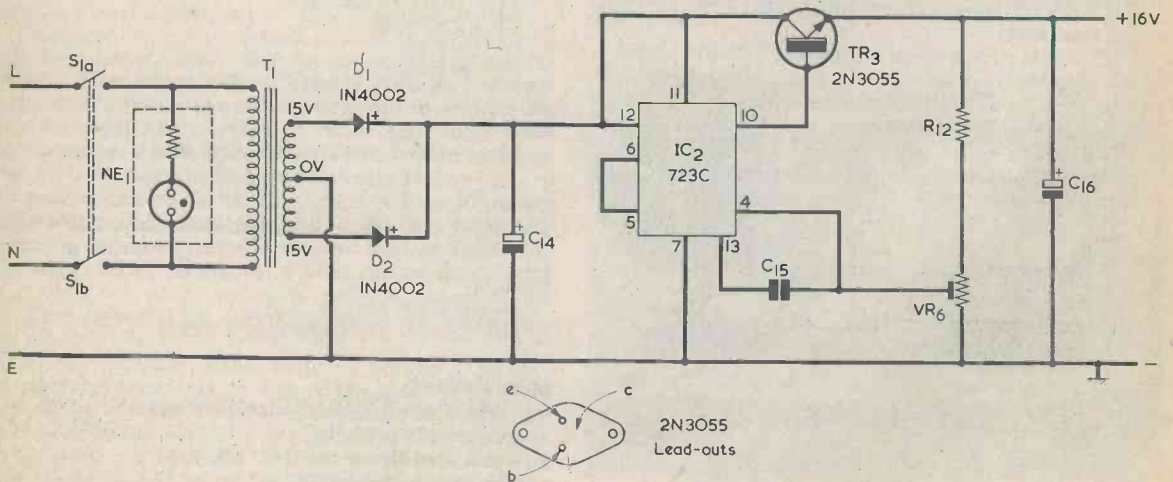 L
S1a
T1
D1
1N4002
15V
+
NE1
0V
15V
+
D2
1N4002
N
S1b
E
+
C14
12
11
10
6
IC2
723C
5
4
7
13
C15
TR3
2N3055
+16V
R12
VR6
+
C16
−
e
c
b
2N3055
Lead-outs